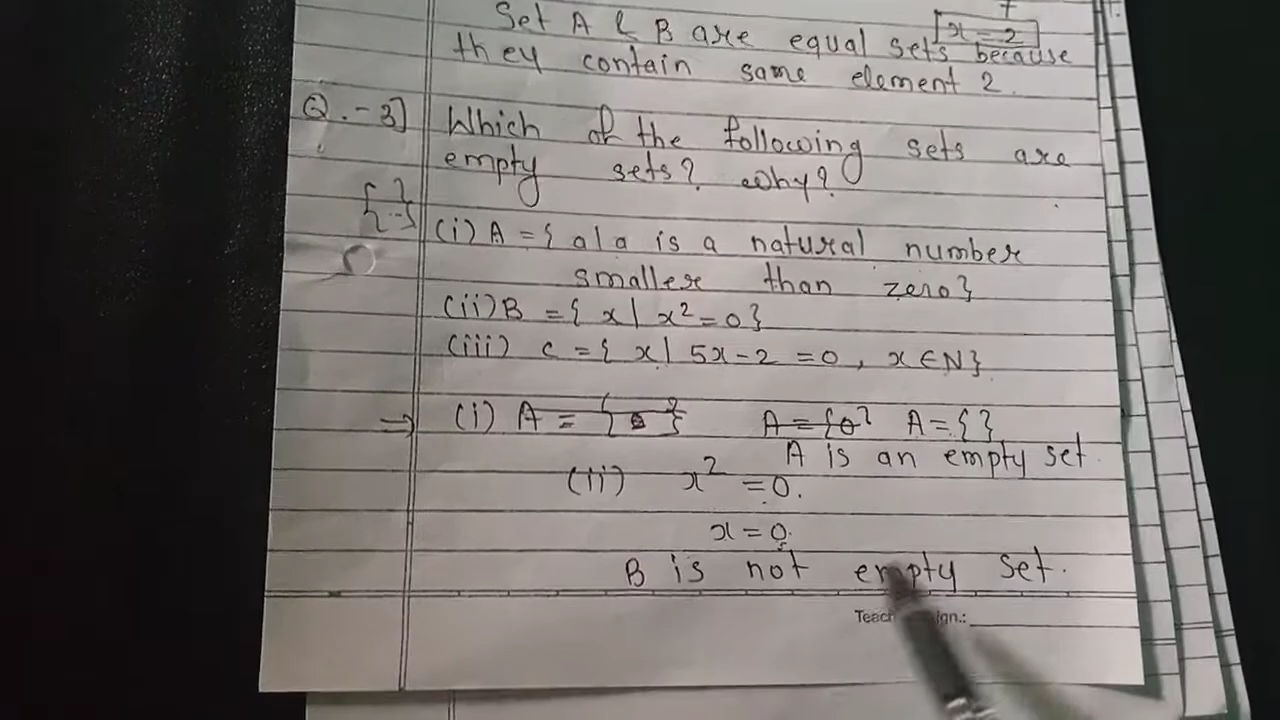 x = 2
Set A & B are equal sets because
they contain same element 2.
Q.-3] Which of the following sets are
empty sets? Why?
(i) A = { a | a is a natural number
smaller than zero}
(ii) B = { x | x² = 0 }
(iii) C = { x | 5x - 2 = 0, x ∈ N }
⇒ (i) A = { 0 } A = {0} A = { }
A is an empty set.
(ii) x² = 0.
x = 0.
B is not empty set.